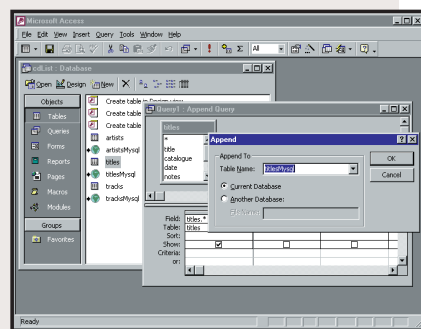 Microsoft Access
File Edit View Insert Query Tools Window Help
All
cdList : Database
Open Design New
Objects
Tables
Queries
Forms
Reports
Pages
Macros
Modules
Groups
Favorites
Create table in Design view
Create table
Create table
artists
artistsMysql
titles
titlesMysql
tracks
tracksMysql
Query1 : Append Query
titles
*
title
catalogue
date
notes
Field: titles.*
Table: titles
Sort:
Show:
Criteria:
or:
Append
Append To
Table Name: titlesMysql
Current Database
Another Database:
File Name:
OK
Cancel
Ready